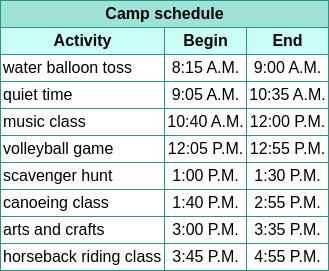 Camp schedule
Activity Begin End
water balloon toss 8:15 A.M. 9:00 A.M.
quiet time 9:05 A.M. 10:35 A.M.
music class 10:40 A.M. 12:00 P.M.
volleyball game 12:05 P.M. 12:55 P.M.
scavenger hunt 1:00 P.M. 1:30 P.M.
canoeing class 1:40 P.M. 2:55 P.M.
arts and crafts 3:00 P.M. 3:35 P.M.
horseback riding class 3:45 P.M. 4:55 P.M.